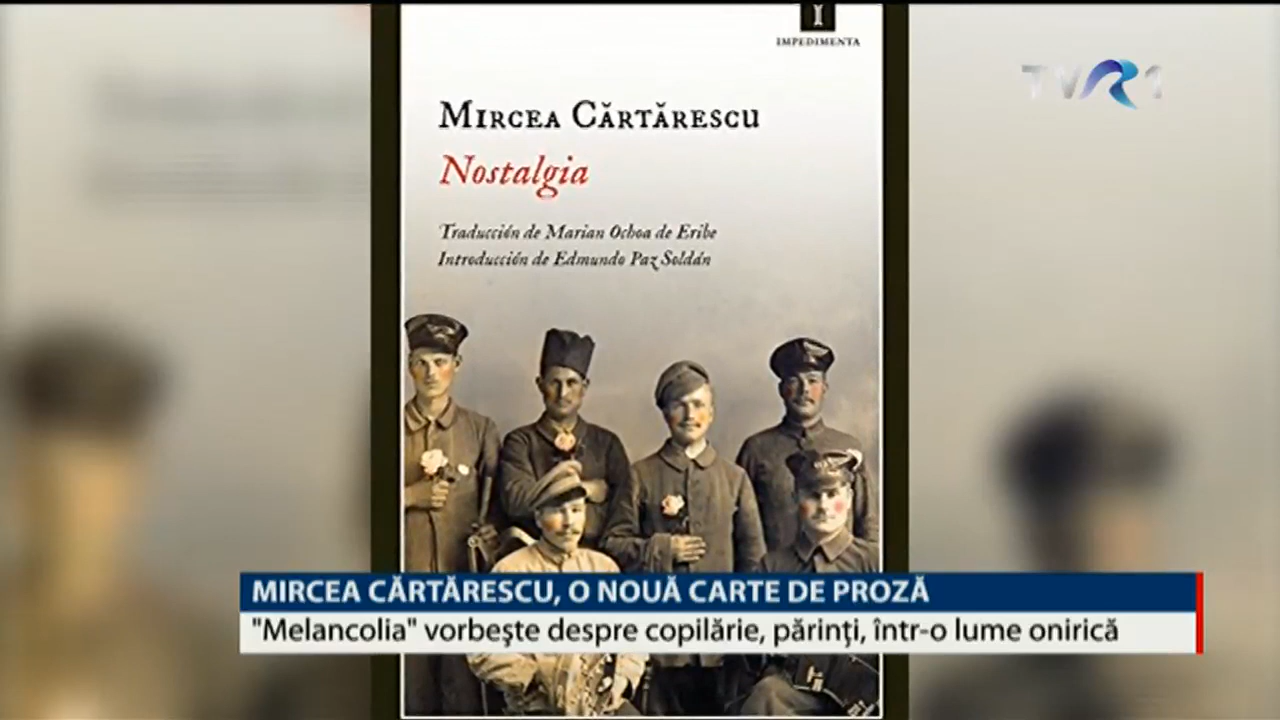 IMPEDIMENTA
TVR1
MIRCEA CĂRTĂRESCU
Nostalgia
Traducción de Marian Ochoa de Eribe
Introducción de Edmundo Paz Soldán
MIRCEA CĂRTĂRESCU, O NOUĂ CARTE DE PROZĂ
"Melancolia" vorbeşte despre copilărie, părinţi, într-o lume onirică